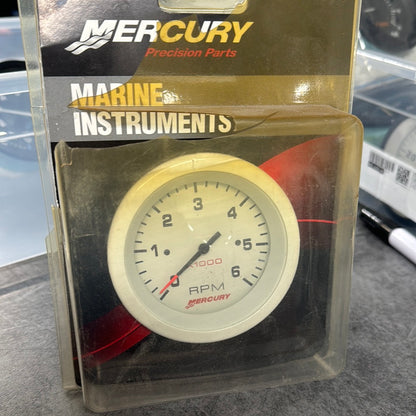 MERCURY
Precision Parts
MARINE
INSTRUMENTS
0
1
2
3
4
5
6
X1000
RPM
MERCURY